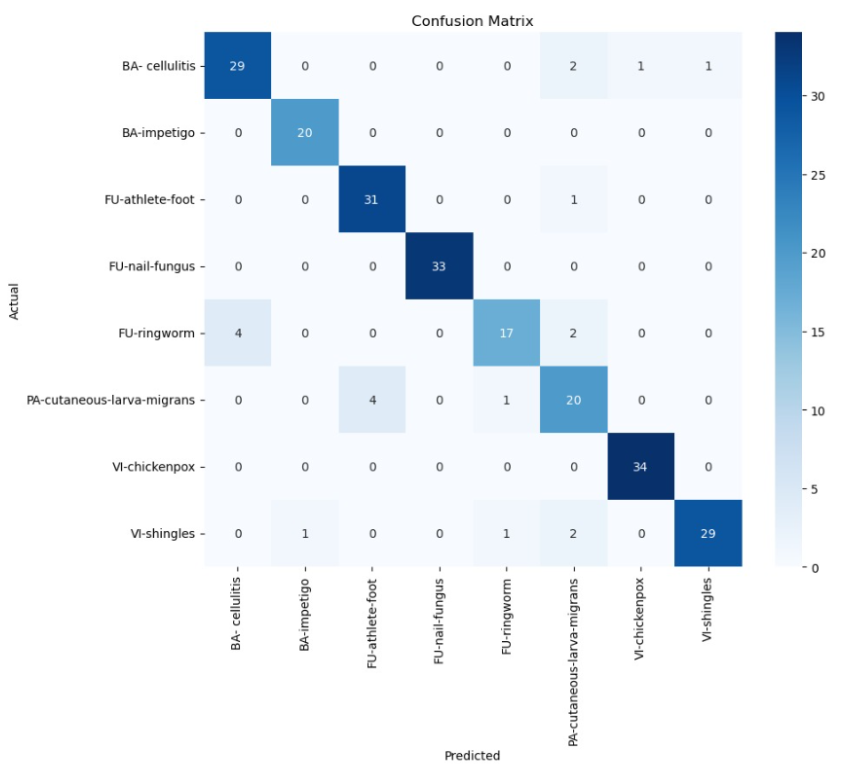 Confusion Matrix
BA- cellulitis 29 0 0 0 0 2 1 1
BA-impetigo 0 20 0 0 0 0 0 0
FU-athlete-foot 0 0 31 0 0 1 0 0
FU-nail-fungus 0 0 0 33 0 0 0 0
FU-ringworm 4 0 0 0 17 2 0 0
PA-cutaneous-larva-migrans 0 0 4 0 1 20 0 0
VI-chickenpox 0 0 0 0 0 0 34 0
VI-shingles 0 1 0 0 1 2 0 29
Actual
BA- cellulitis
BA-impetigo
FU-athlete-foot
FU-nail-fungus
FU-ringworm
PA-cutaneous-larva-migrans
VI-chickenpox
VI-shingles
Predicted
30
25
20
15
10
5
0